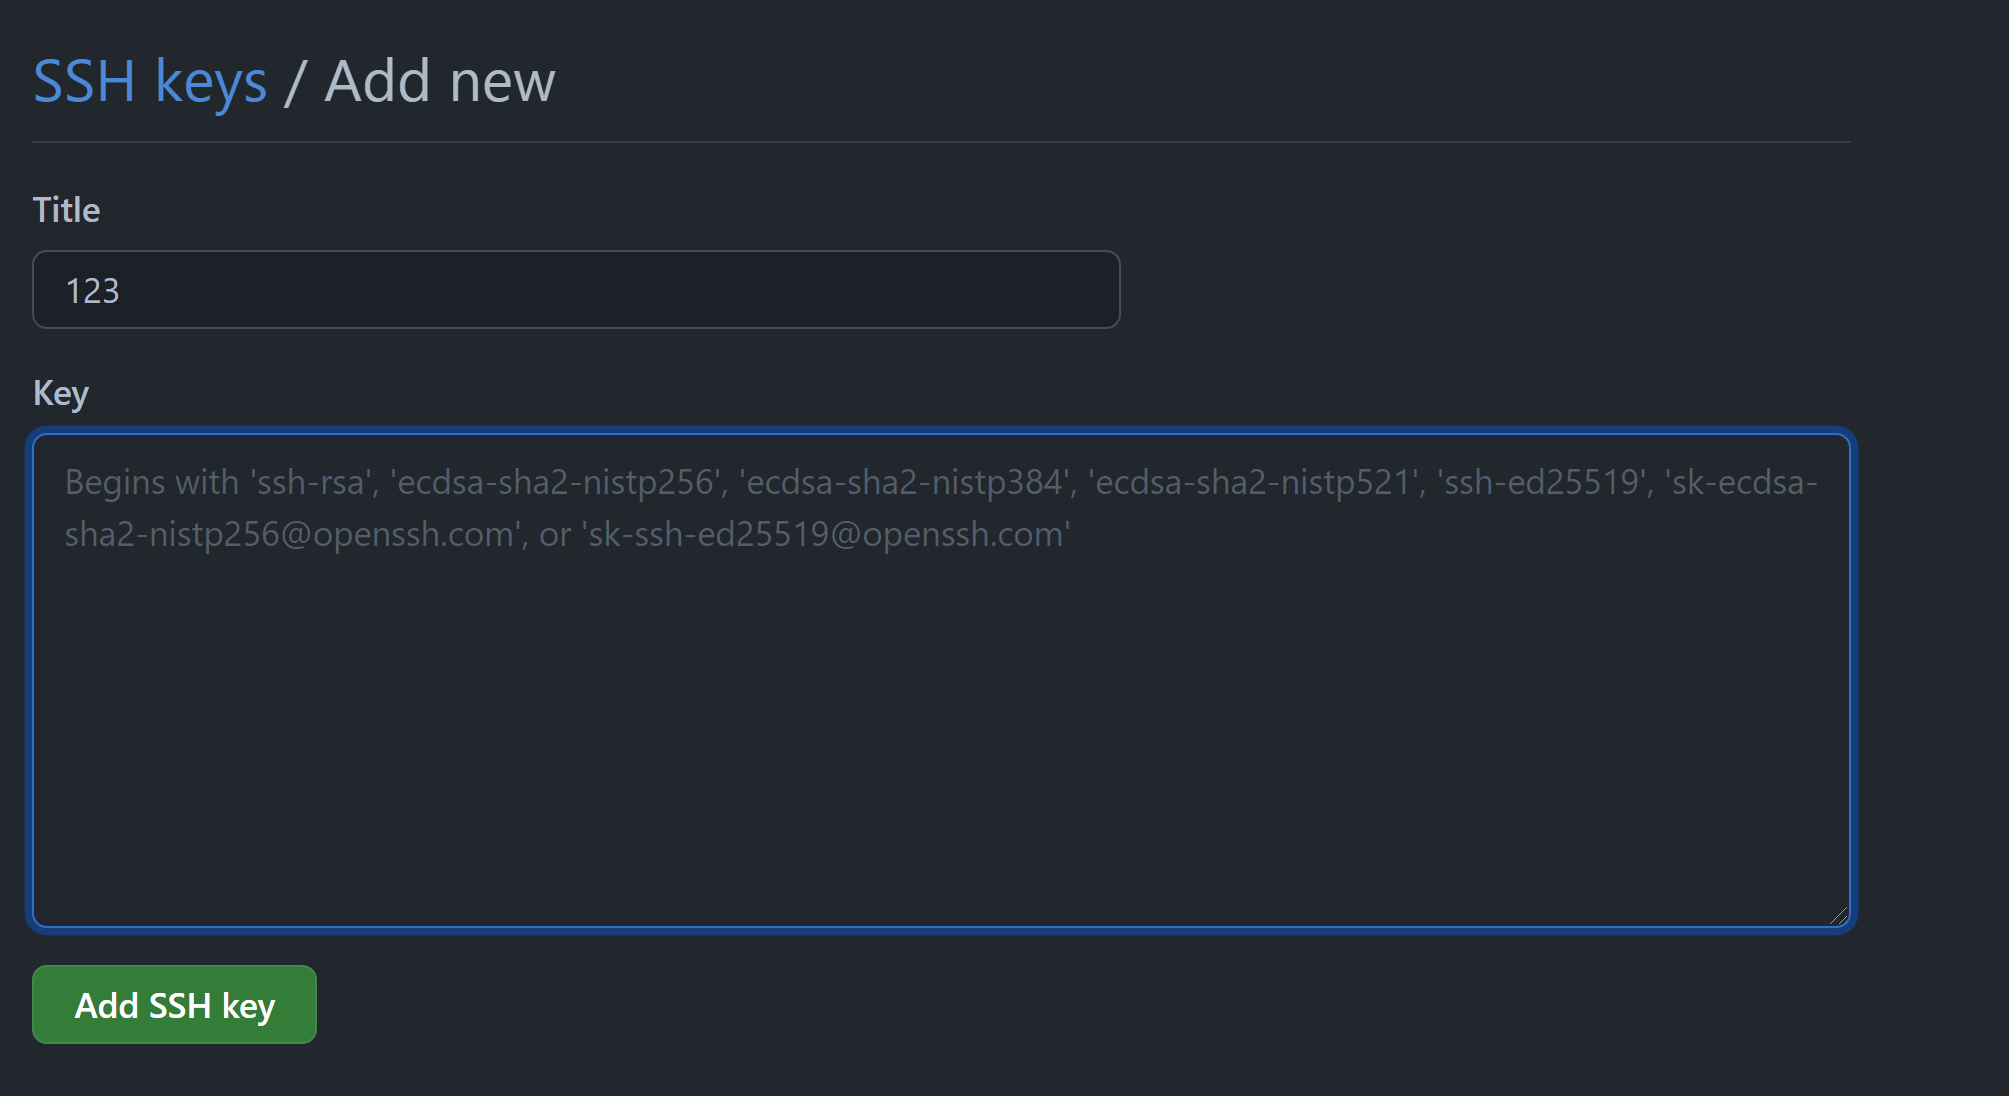 SSH keys / Add new
Title
123
Key
Begins with 'ssh-rsa', 'ecdsa-sha2-nistp256', 'ecdsa-sha2-nistp384', 'ecdsa-sha2-nistp521', 'ssh-ed25519', 'sk-ecdsa-
sha2-nistp256@openssh.com', or 'sk-ssh-ed25519@openssh.com'
Add SSH key